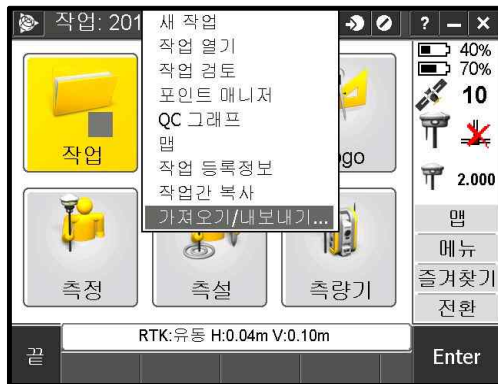 작업: 201
? – ×
새 작업
작업 열기
작업 검토
포인트 매니저
QC 그래프
맵
작업 등록정보
작업간 복사
가져오기/내보내기...
40%
70%
10
2.000
작업
ogo
측정
측설
측량기
맵
메뉴
즐겨찾기
전환
RTK:유동 H:0.04m V:0.10m
끝
Enter